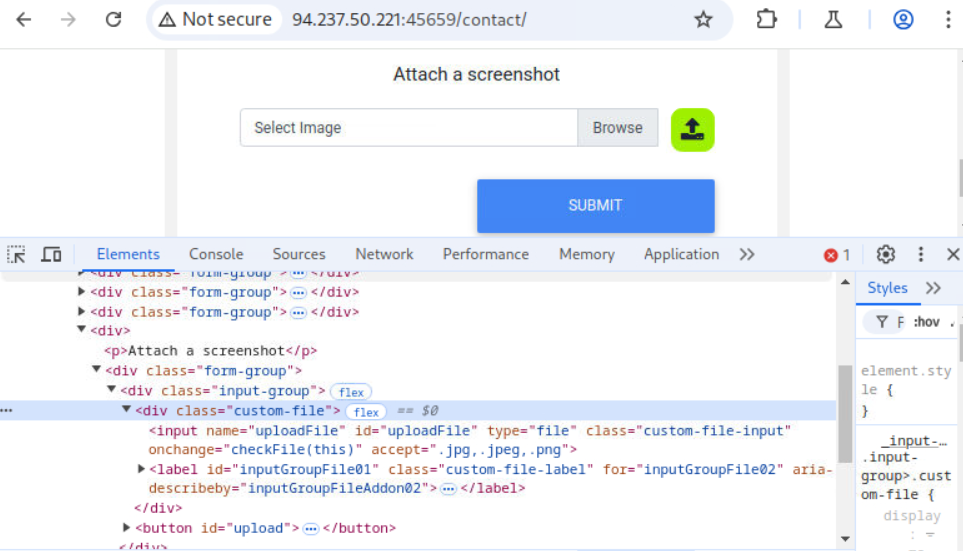 Not secure 94.237.50.221:45659/contact/
Attach a screenshot
Select Image Browse
SUBMIT
Elements Console Sources Network Performance Memory Application 1
<div class="form-group">…</div>
<div class="form-group">…</div>
<div class="form-group">…</div>
<div>
<p>Attach a screenshot</p>
<div class="form-group">
<div class="input-group"> flex
<div class="custom-file"> flex == $0
<input name="uploadFile" id="uploadFile" type="file" class="custom-file-input"
onchange="checkFile(this)" accept=".jpg,.jpeg,.png">
<label id="inputGroupFile01" class="custom-file-label" for="inputGroupFile02" aria-
describedby="inputGroupFileAddon02">…</label>
</div>
<button id="upload">…</button>
</div>
Styles
F :hov .
element.sty
le {
}
_input-…
.input-
group>.cust
om-file {
display
: